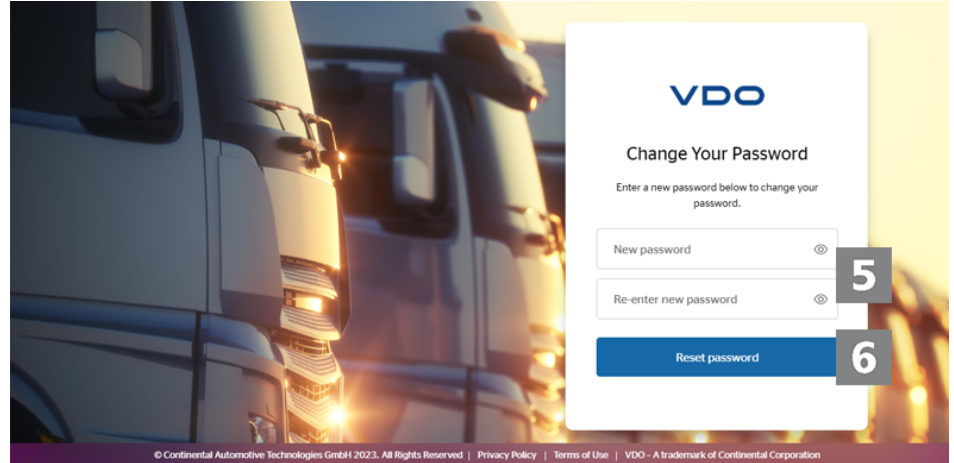 VDO
Change Your Password
Enter a new password below to change your
password.
New password
5
Re-enter new password
Reset password
6
© Continental Automotive Technologies GmbH 2023. All Rights Reserved | Privacy Policy | Terms of Use | VDO – A trademark of Continental Corporation